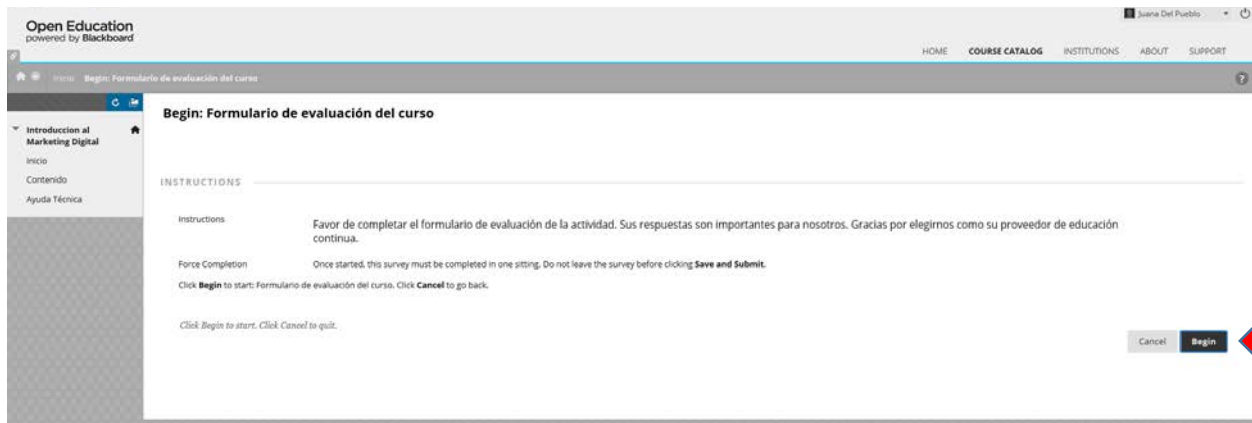 Open Education
powered by Blackboard
Juana Del Pueblo
HOME COURSE CATALOG INSTITUTIONS ABOUT SUPPORT
Inicio Begin: Formulario de evaluación del curso
Begin: Formulario de evaluación del curso
Introduccion al
Marketing Digital
Inicio
Contenido
Ayuda Técnica
INSTRUCTIONS
Instructions
Favor de completar el formulario de evaluación de la actividad. Sus respuestas son importantes para nosotros. Gracias por elegirnos como su proveedor de educación
continua.
Force Completion Once started, this survey must be completed in one sitting. Do not leave the survey before clicking Save and Submit.
Click Begin to start: Formulario de evaluación del curso. Click Cancel to go back.
Click Begin to start. Click Cancel to quit.
Cancel Begin